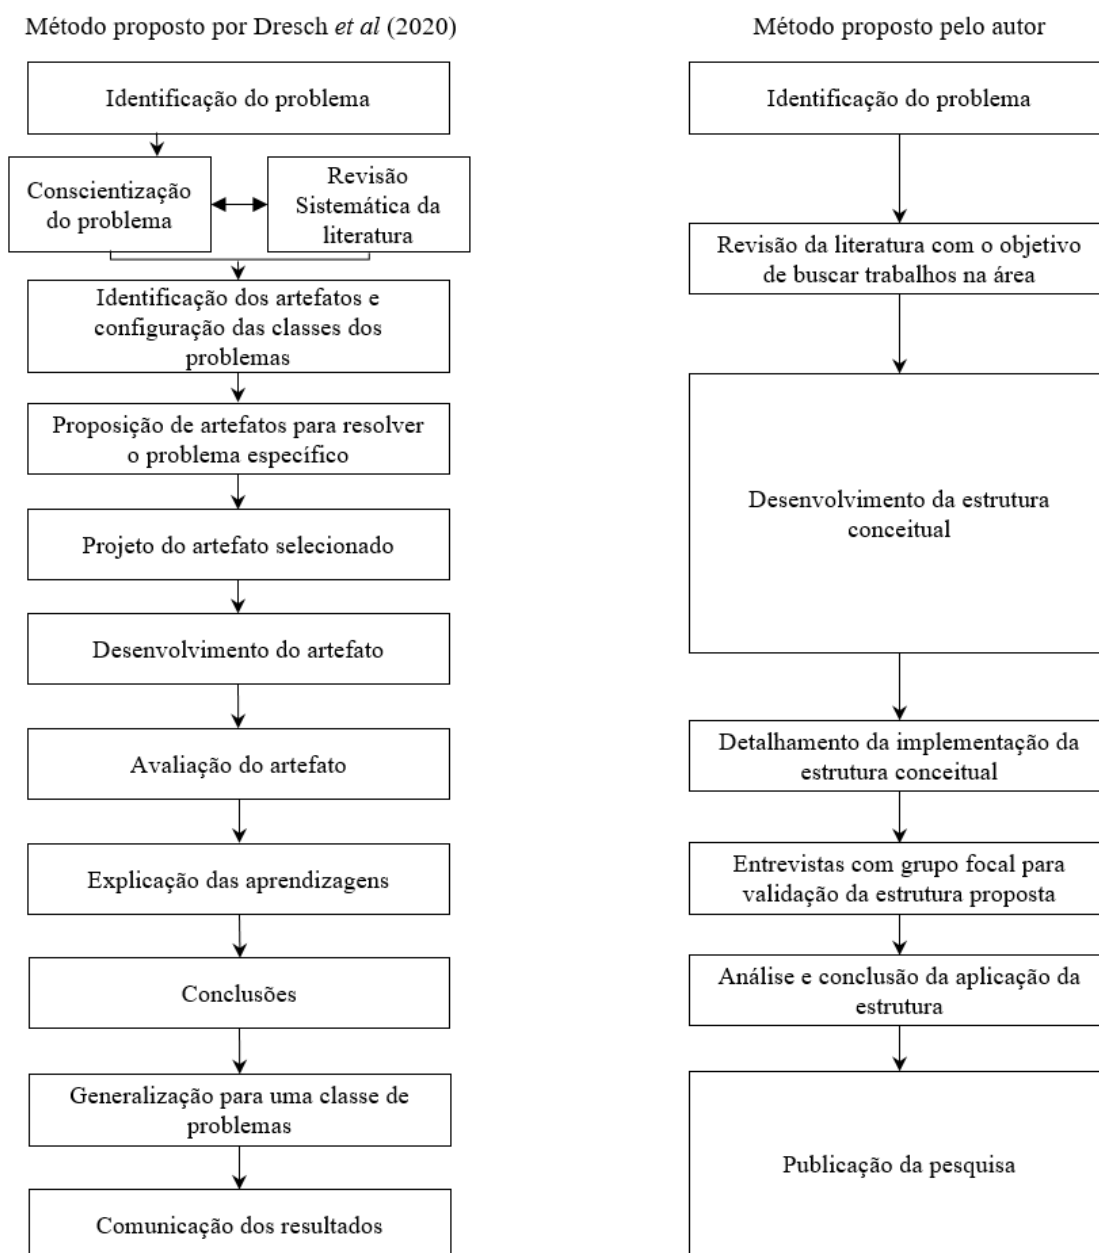 Método proposto por Dresch et al (2020)
Identificação do problema
Conscientização
do problema
Revisão
Sistemática da
literatura
Identificação dos artefatos e
configuração das classes dos
problemas
Proposição de artefatos para resolver
o problema específico
Projeto do artefato selecionado
Desenvolvimento do artefato
Avaliação do artefato
Explicação das aprendizagens
Conclusões
Generalização para uma classe de
problemas
Comunicação dos resultados
Método proposto pelo autor
Identificação do problema
Revisão da literatura com o objetivo
de buscar trabalhos na área
Desenvolvimento da estrutura
conceitual
Detalhamento da implementação da
estrutura conceitual
Entrevistas com grupo focal para
validação da estrutura proposta
Análise e conclusão da aplicação da
estrutura
Publicação da pesquisa